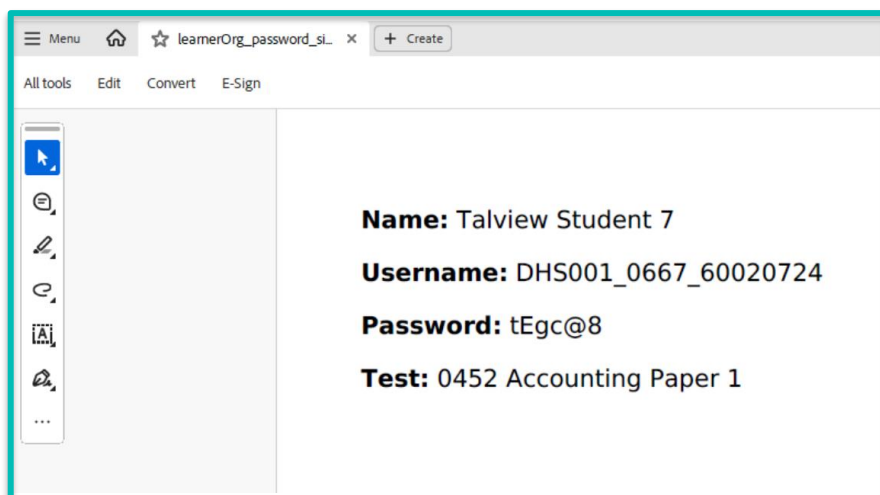 Menu learnerOrg_password_si... + Create
All tools Edit Convert E-Sign
Name: Talview Student 7
Username: DHS001_0667_60020724
Password: tEgc@8
Test: 0452 Accounting Paper 1